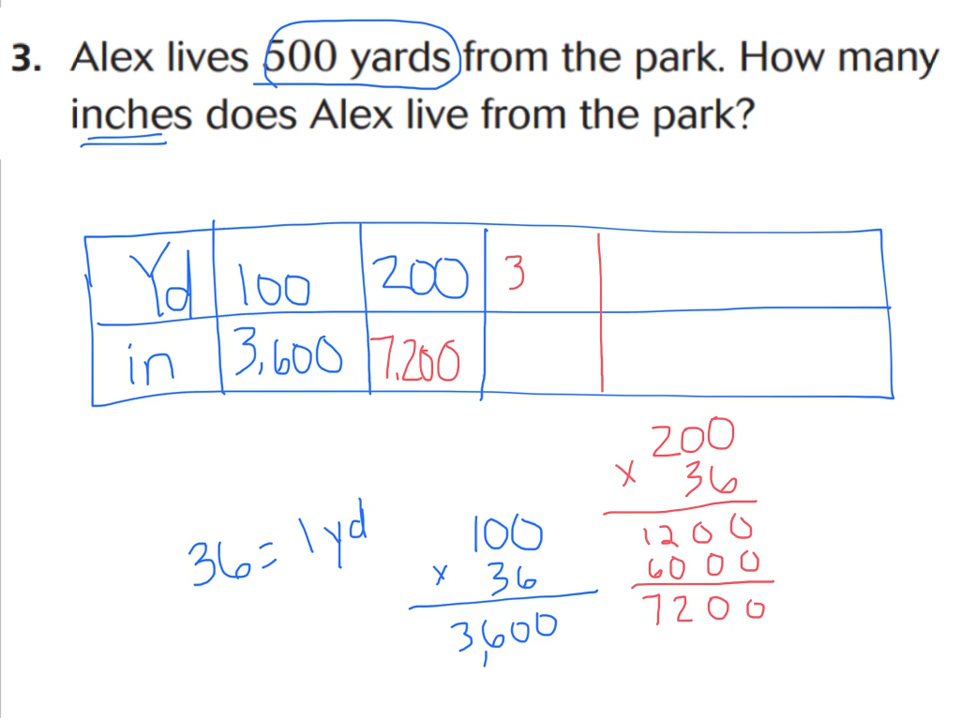 3. Alex lives 500 yards from the park. How many
inches does Alex live from the park?
Yd 100 200 3
in 3,600 7,200
36 = 1 yd
100
x 36
3,600
200
x 36
1200
6000
7200